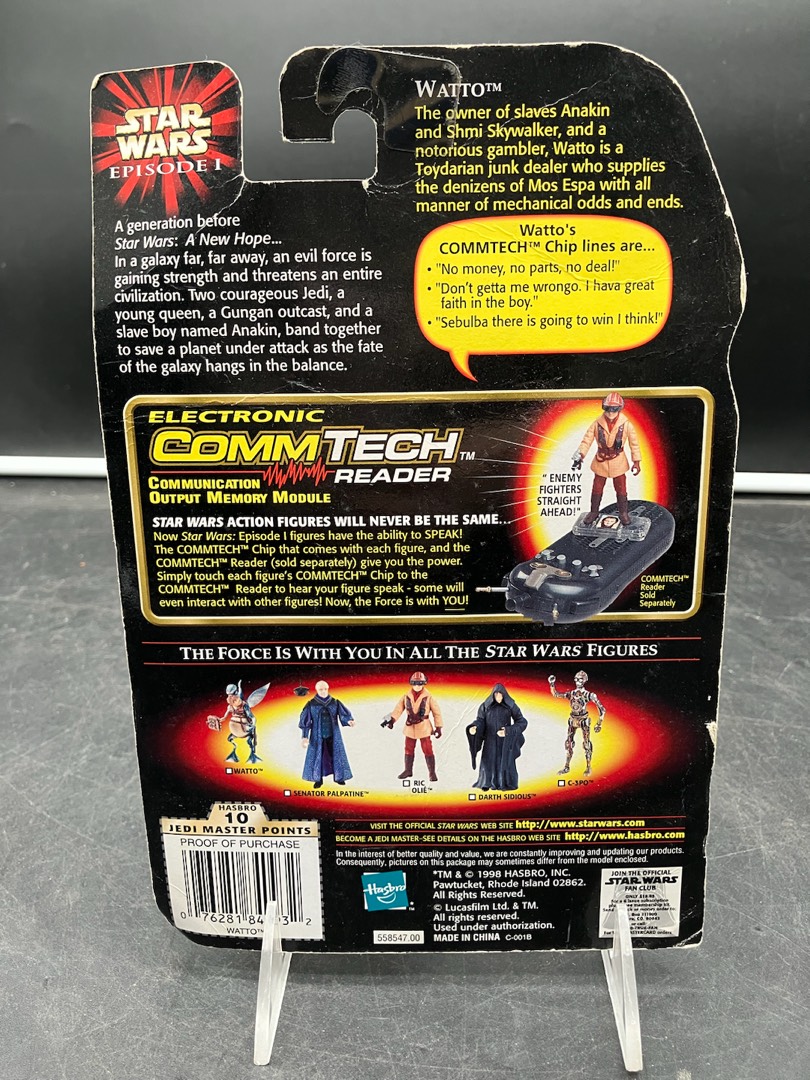 STAR
WARS
EPISODE I
WATTO™
The owner of slaves Anakin
and Shmi Skywalker, and a
notorious gambler, Watto is a
Toydarian junk dealer who supplies
the denizens of Mos Espa with all
manner of mechanical odds and ends.
A generation before
Star Wars: A New Hope...
In a galaxy far, far away, an evil force is
gaining strength and threatens an entire
civilization. Two courageous Jedi, a
young queen, a Gungan outcast, and a
slave boy named Anakin, band together
to save a planet under attack as the fate
of the galaxy hangs in the balance.
Watto's
COMMTECH™ Chip lines are...
• "No money, no parts, no deal!"
• "Don't getta me wrongo. I hava great
faith in the boy."
• "Sebulba there is going to win I think!"
ELECTRONIC
COMMTECH™
READER
COMMUNICATION
OUTPUT MEMORY MODULE
"ENEMY
FIGHTERS
STRAIGHT
AHEAD!"
STAR WARS ACTION FIGURES WILL NEVER BE THE SAME...
Now Star Wars: Episode I figures have the ability to SPEAK!
The COMMTECH™ Chip that comes with each figure, and the
COMMTECH™ Reader (sold separately) give you the power.
Simply touch each figure's COMMTECH™ Chip to the
COMMTECH™ Reader to hear your figure speak - some will
even interact with other figures! Now, the Force is with YOU!
COMMTECH™
Reader
Sold
Separately
THE FORCE IS WITH YOU IN ALL THE STAR WARS FIGURES
WATTO™
SENATOR PALPATINE™
RIC
OLIÉ™
DARTH SIDIOUS™
C-3PO™
HASBRO
10
JEDI MASTER POINTS
PROOF OF PURCHASE
0 76281 84 3 2
WATTO™
VISIT THE OFFICIAL STAR WARS WEB SITE http://www.starwars.com
BECOME A JEDI MASTER-SEE DETAILS ON THE HASBRO WEB SITE http://www.hasbro.com
In the interest of better quality and value, we are constantly improving and updating our products.
Consequently, pictures on this package may sometimes differ from the model enclosed.
Hasbro™
558547.00
*TM & © 1998 HASBRO, INC.
Pawtucket, Rhode Island 02862.
All Rights Reserved.
© Lucasfilm Ltd. & TM.
All rights reserved.
Used under authorization.
MADE IN CHINA C-001B
JOIN THE OFFICIAL
STAR WARS
FAN CLUB